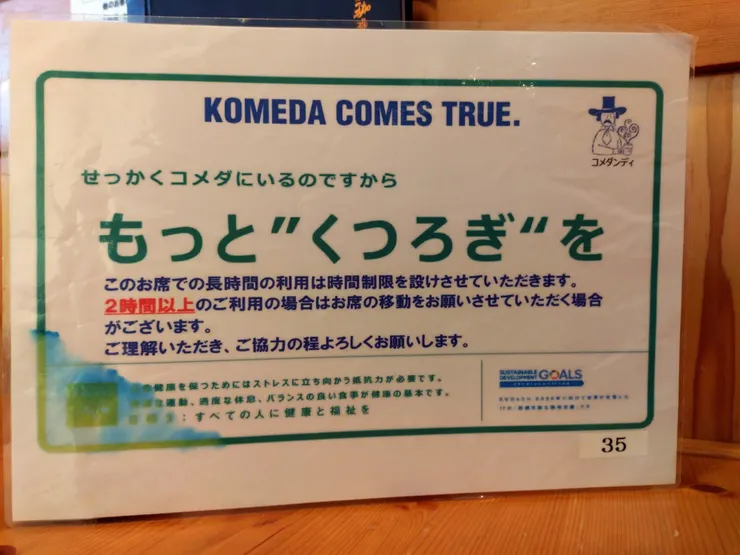 KOMEDA COMES TRUE.
コメダンディ
せっかくコメダにいるのですから
もっと”くつろぎ“を
このお席での長時間の利用は時間制限を設けさせていただきます。
2時間以上のご利用の場合はお席の移動をお願いさせていただく場合
がございます。
ご理解いただき、ご協力の程よろしくお願いします。
の健康を保つためにはストレスに立ち向かう抵抗力が必要です。
運動、適度な休息、バランスの良い食事が健康の基本です。
：すべての人に健康と福祉を
SUSTAINABLE
DEVELOPMENT GOALS
35